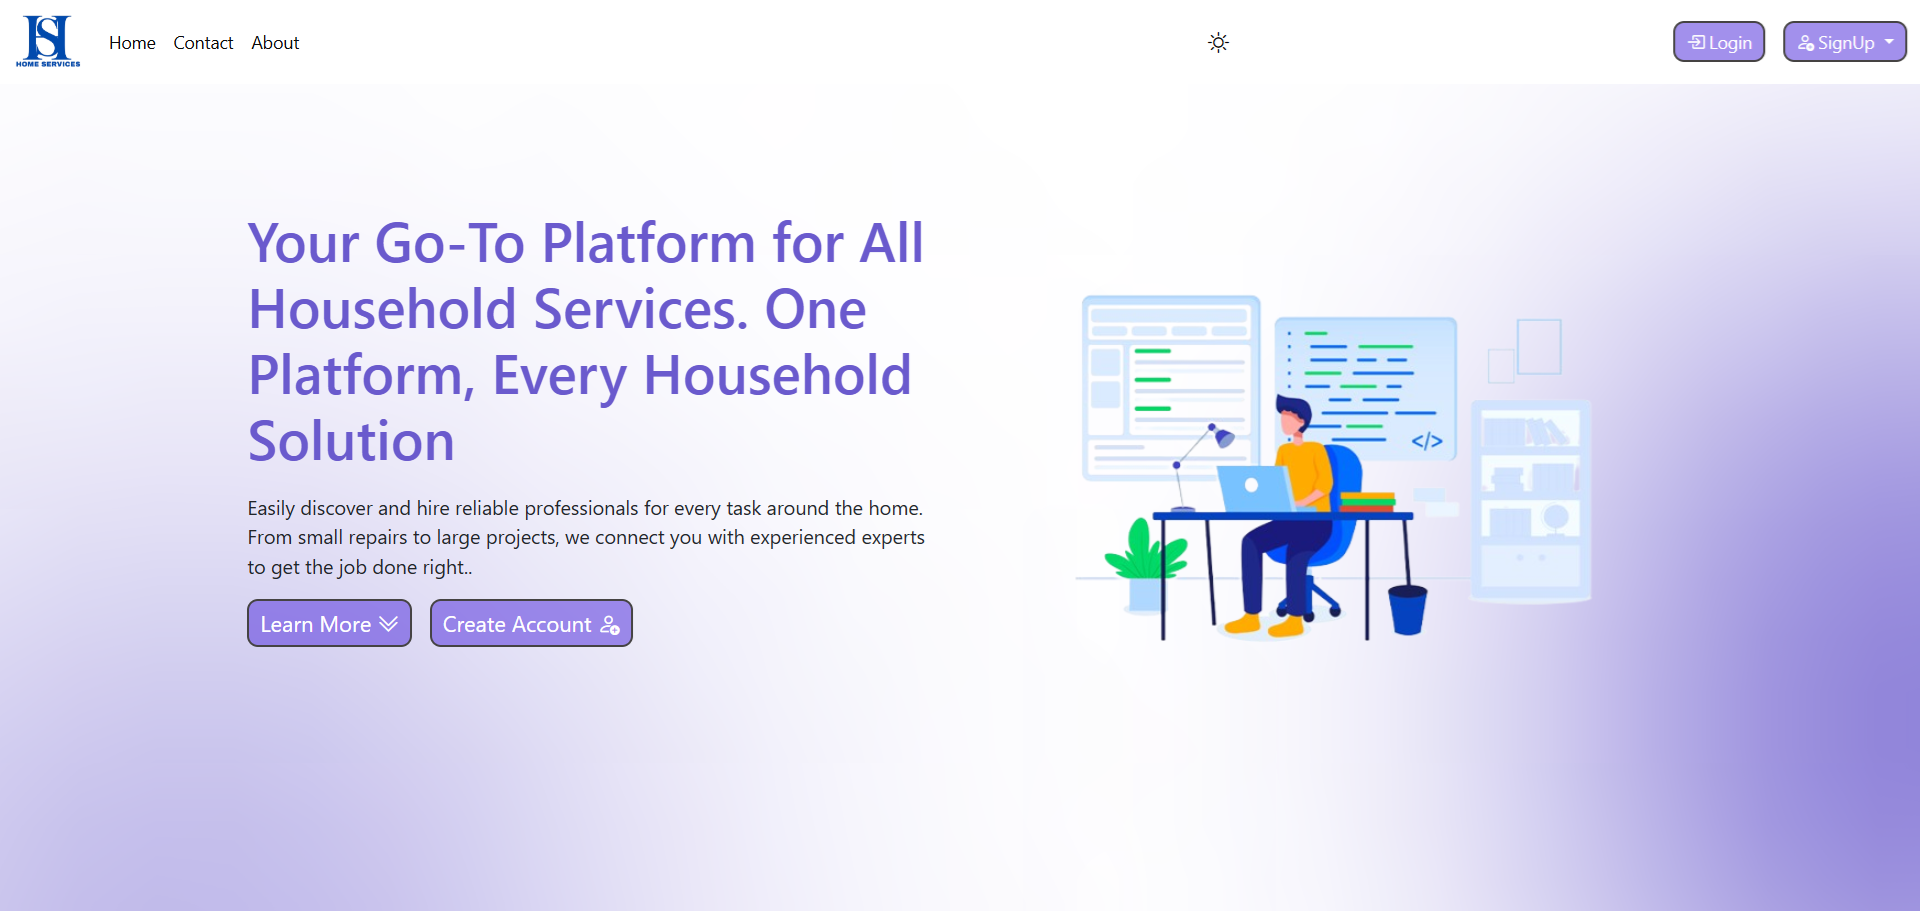 HS
HOME SERVICES
Home Contact About
Login SignUp
Your Go-To Platform for All
Household Services. One
Platform, Every Household
Solution
Easily discover and hire reliable professionals for every task around the home.
From small repairs to large projects, we connect you with experienced experts
to get the job done right..
Learn More Create Account
</>